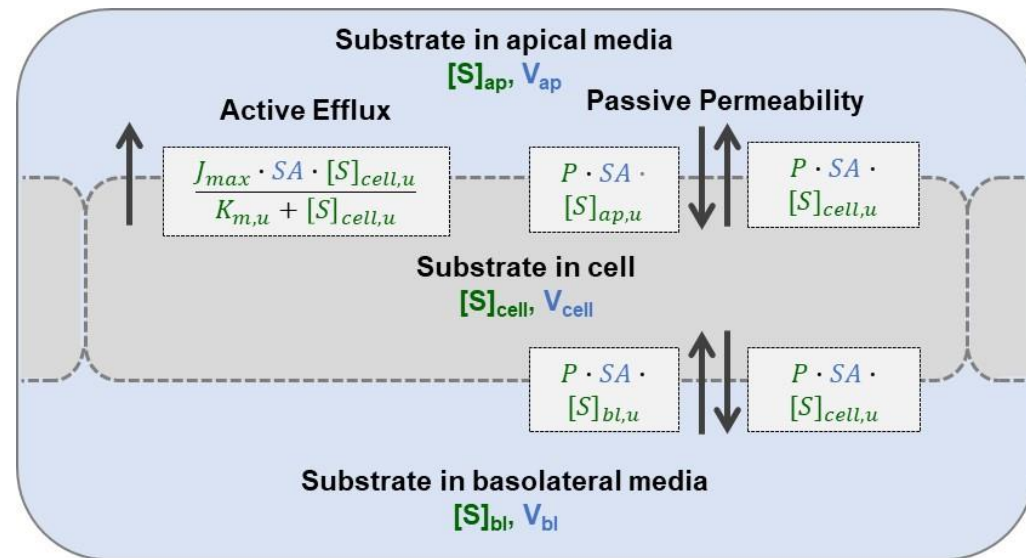 Substrate in apical media
[S]ap, Vap
Active Efflux
Passive Permeability
Jmax · SA · [S]cell,u
Km,u + [S]cell,u
P · SA ·
[S]ap,u
P · SA ·
[S]cell,u
Substrate in cell
[S]cell, Vcell
P · SA ·
[S]bl,u
P · SA ·
[S]cell,u
Substrate in basolateral media
[S]bl, Vbl